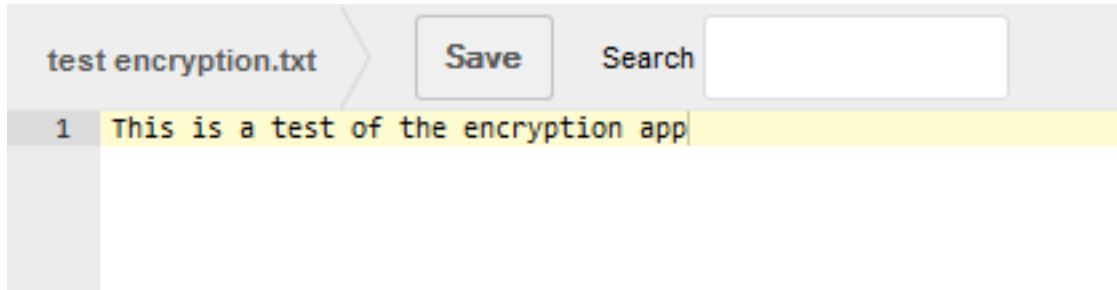 test encryption.txt Save Search
1 This is a test of the encryption app